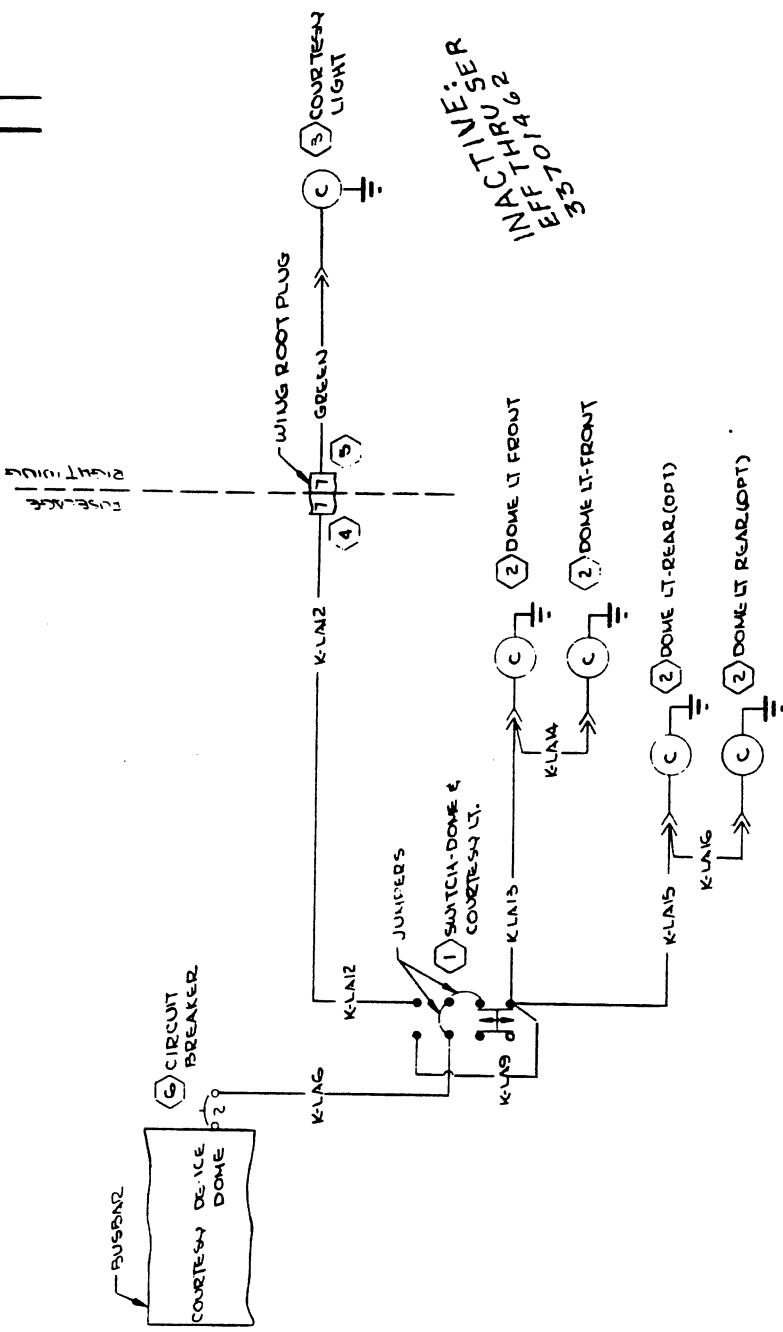 BUSBAR
COURTESY DE-ICE
DOME
6 CIRCUIT
BREAKER
2
K-LA6
JUMPERS
1 SWITCH-DOME &
COURTESY LT.
K-LA9
K-LA12
K-LA12
FUSELAGE
RIGHT WING
WING ROOT PLUG
4
7 7
5
GREEN
C
3 COURTESY
LIGHT
K LA13
K-LA14
C
2 DOME LT FRONT
C
2 DOME LT-FRONT
K-LA15
K-LA16
C
2 DOME LT-REAR(OPT)
C
2 DOME LT REAR(OPT)
INACTIVE:
EFF THRU SER
33701462